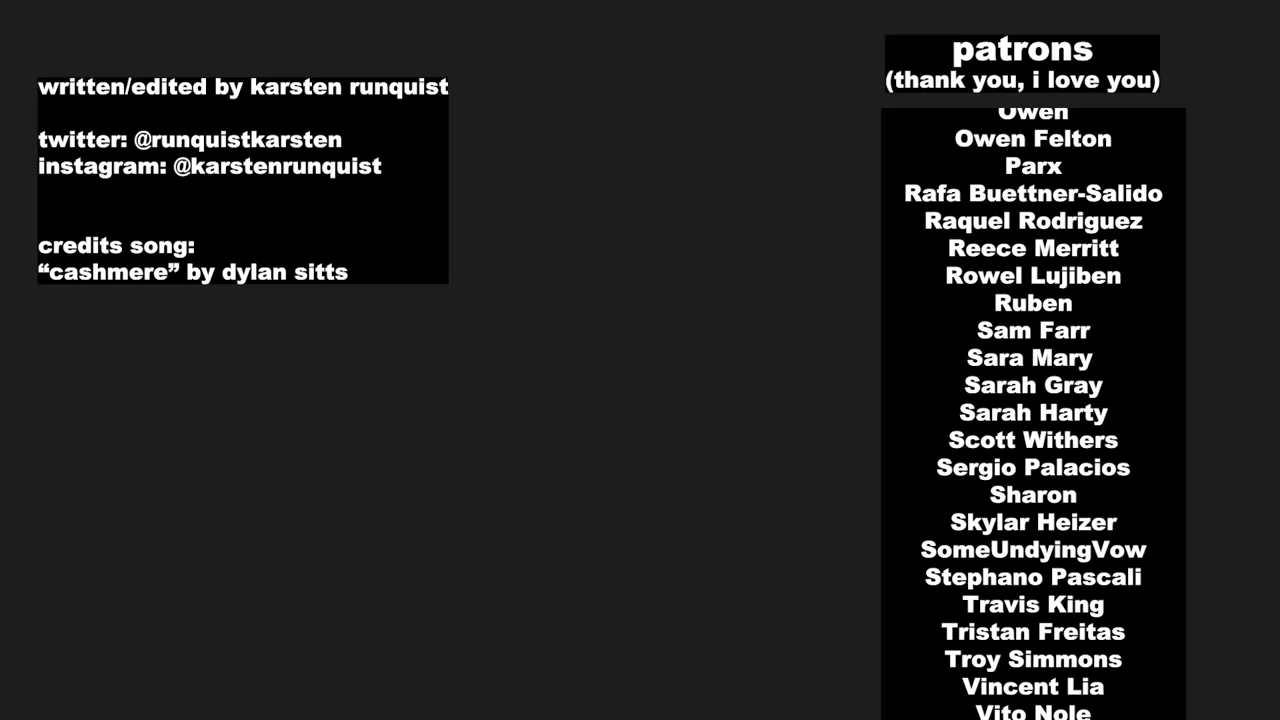 written/edited by karsten runquist
twitter: @runquistkarsten
instagram: @karstenrunquist
credits song:
“cashmere” by dylan sitts
patrons
(thank you, i love you)
Owen
Owen Felton
Parx
Rafa Buettner-Salido
Raquel Rodriguez
Reece Merritt
Rowel Lujiben
Ruben
Sam Farr
Sara Mary
Sarah Gray
Sarah Harty
Scott Withers
Sergio Palacios
Sharon
Skylar Heizer
SomeUndyingVow
Stephano Pascali
Travis King
Tristan Freitas
Troy Simmons
Vincent Lia
Vito Nole